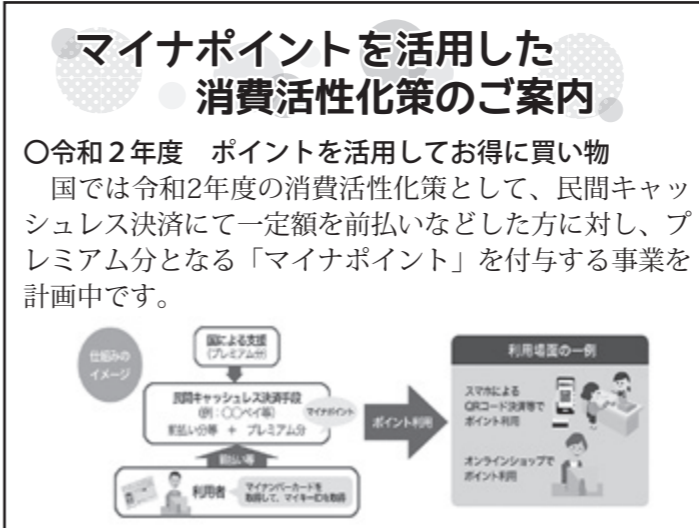 マイナポイントを活用した
消費活性化策のご案内
〇令和２年度　ポイントを活用してお得に買い物
　国では令和2年度の消費活性化策として、民間キャッ
シュレス決済にて一定額を前払いなどした方に対し、プ
レミアム分となる「マイナポイント」を付与する事業を
計画中です。
仕組みの
イメージ
国による支援
(プレミアム分)
民間キャッシュレス決済手段
(例：〇〇ペイ等)
前払い分等　＋　プレミアム分
マイナポイント
前払い等
利用者
マイナンバーカードを
取得して、マイキーIDを取得
ポイント利用
利用場面の一例
スマホによる
QRコード決済等で
ポイント利用
オンラインショップで
ポイント利用